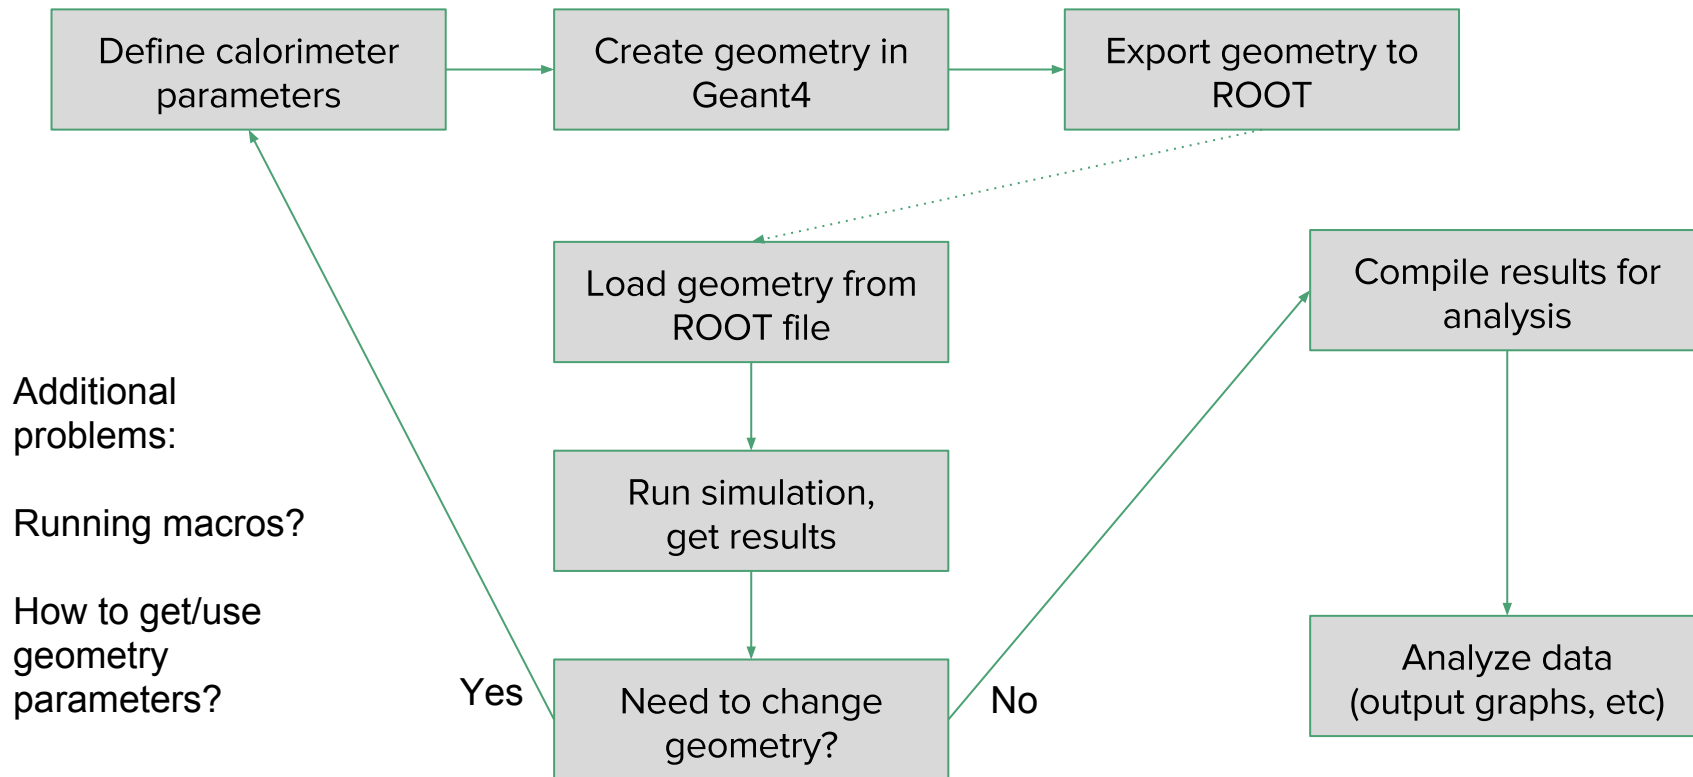 Define calorimeter
parameters
Create geometry in
Geant4
Export geometry to
ROOT
Load geometry from
ROOT file
Compile results for
analysis
Additional
problems:
Running macros?
How to get/use
geometry
parameters?
Run simulation,
get results
Yes
Need to change
geometry?
No
Analyze data
(output graphs, etc)